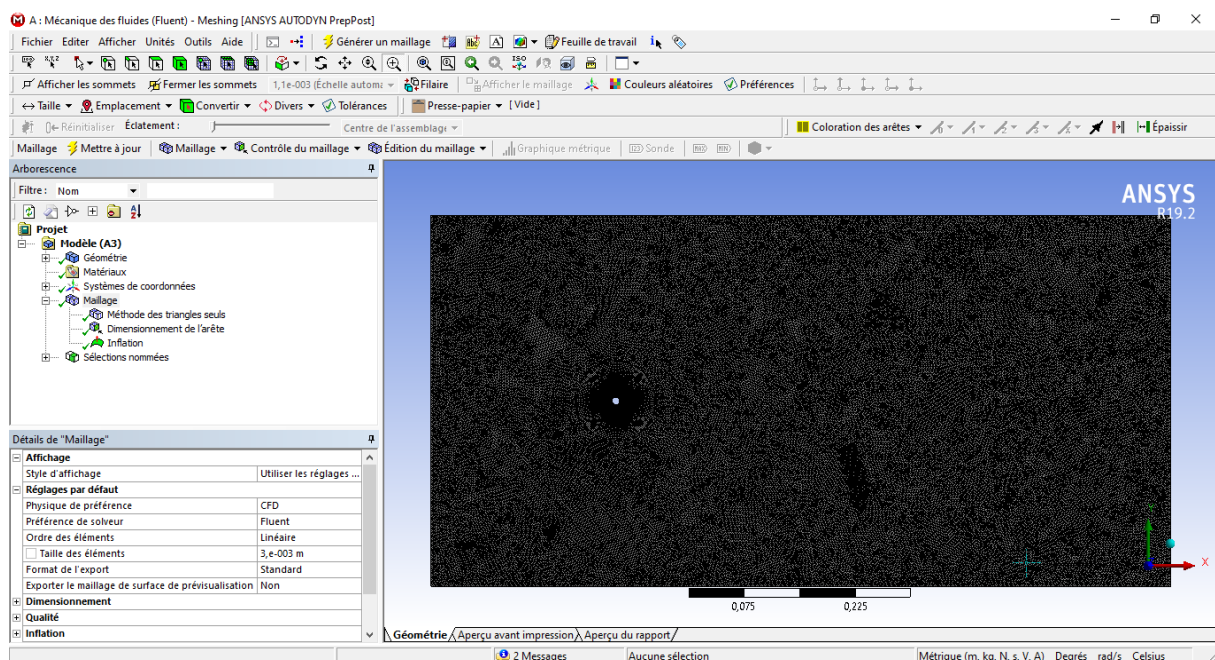 A : Mécanique des fluides (Fluent) - Meshing [ANSYS AUTODYN PrepPost]
Fichier Editer Afficher Unités Outils Aide Générer un maillage Feuille de travail
Afficher les sommets Fermer les sommets 1,1e-003 (Échelle automa Filaire Afficher le maillage Couleurs aléatoires Préférences
Taille Emplacement Convertir Divers Tolérances Presse-papier [Vide]
Réinitialiser Éclatement : Centre de l'assemblage Coloration des arêtes Épaissir
Maillage Mettre à jour Maillage Contrôle du maillage Édition du maillage Graphique métrique Sonde
Arborescence
Filtre : Nom
Projet
Modèle (A3)
Géométrie
Matériaux
Systèmes de coordonnées
Maillage
Méthode des triangles seuls
Dimensionnement de l'arête
Inflation
Sélections nommées
Détails de "Maillage"
Affichage
Style d'affichage Utiliser les réglages ...
Réglages par défaut
Physique de préférence CFD
Préférence de solveur Fluent
Ordre des éléments Linéaire
Taille des éléments 3,e-003 m
Format de l'export Standard
Exporter le maillage de surface de prévisualisation Non
Dimensionnement
Qualité
Inflation
ANSYS
R19.2
X
0,075 0,225
Géométrie Aperçu avant impression Aperçu du rapport
2 Messages Aucune sélection Métrique (m, kg, N, s, V, A) Degrés rad/s Celsius